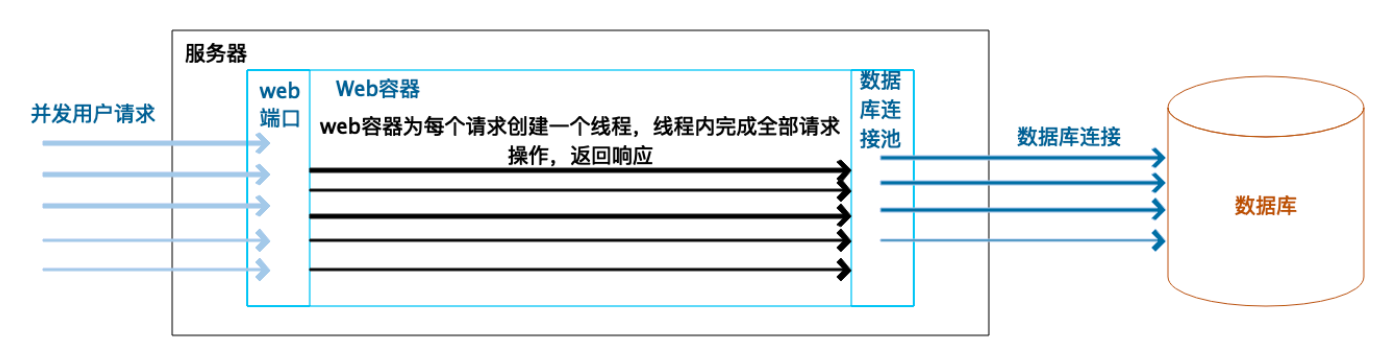 服务器
并发用户请求
web
端口
Web容器
web容器为每个请求创建一个线程，线程内完成全部请求
操作，返回响应
数据
库连
接池
数据库连接
数据库